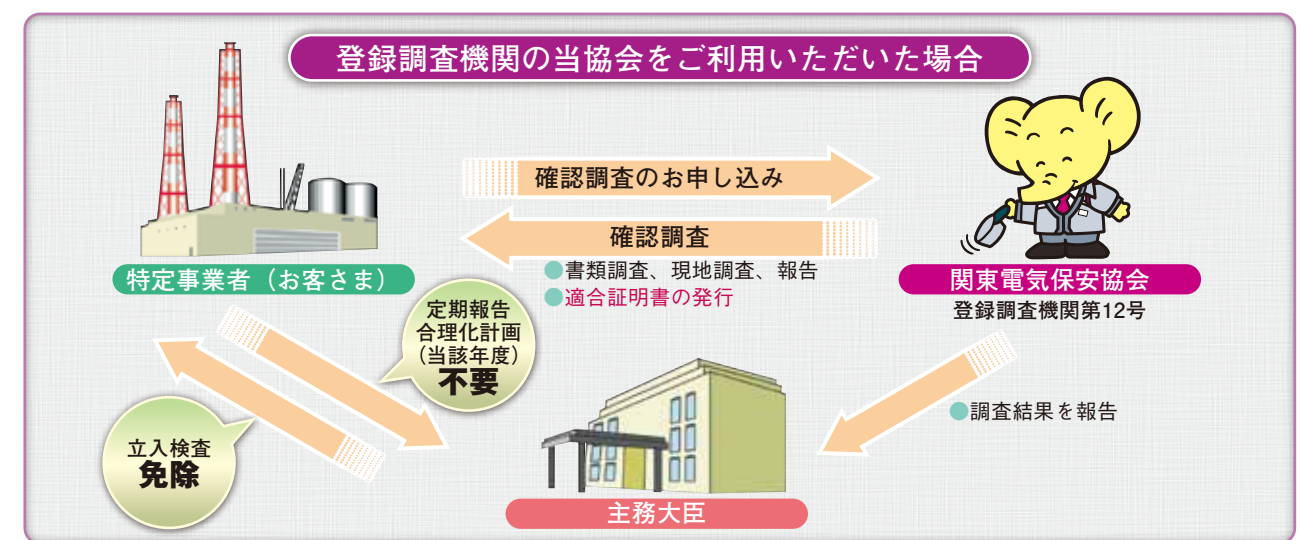 登録調査機関の当協会をご利用いただいた場合
確認調査のお申し込み
確認調査
●書類調査、現地調査、報告
●適合証明書の発行
特定事業者（お客さま）
関東電気保安協会
登録調査機関第12号
定期報告
合理化計画
（当該年度）
不要
●調査結果を報告
立入検査
免除
主務大臣